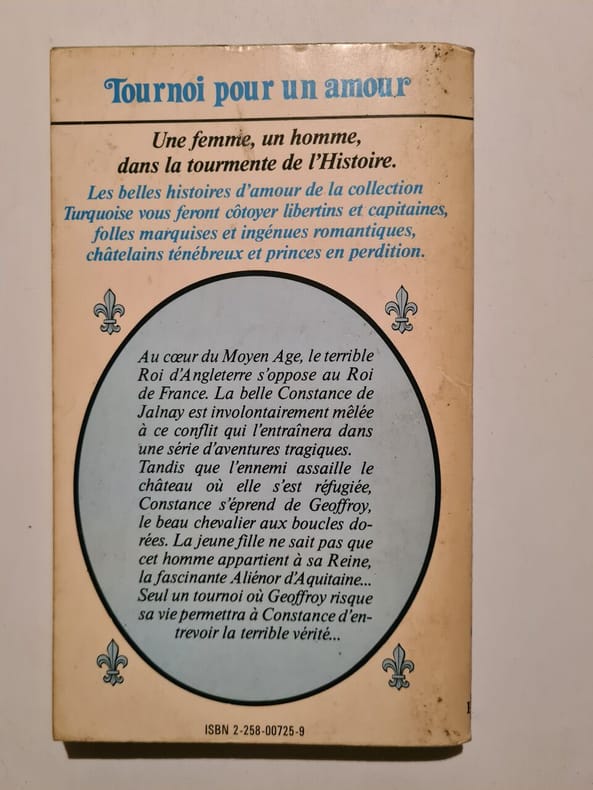 Tournoi pour un amour
Une femme, un homme,
dans la tourmente de l'Histoire.
Les belles histoires d'amour de la collection
Turquoise vous feront côtoyer libertins et capitaines,
folles marquises et ingénues romantiques,
châtelains ténébreux et princes en perdition.
Au cœur du Moyen Age, le terrible
Roi d'Angleterre s'oppose au Roi
de France. La belle Constance de
Jalnay est involontairement mêlée
à ce conflit qui l'entraînera dans
une série d'aventures tragiques.
Tandis que l'ennemi assaille le
château où elle s'est réfugiée,
Constance s'éprend de Geoffroy,
le beau chevalier aux boucles do-
rées. La jeune fille ne sait pas que
cet homme appartient à sa Reine,
la fascinante Aliénor d'Aquitaine...
Seul un tournoi où Geoffroy risque
sa vie permettra à Constance d'en-
trevoir la terrible vérité...
ISBN 2-258-00725-9